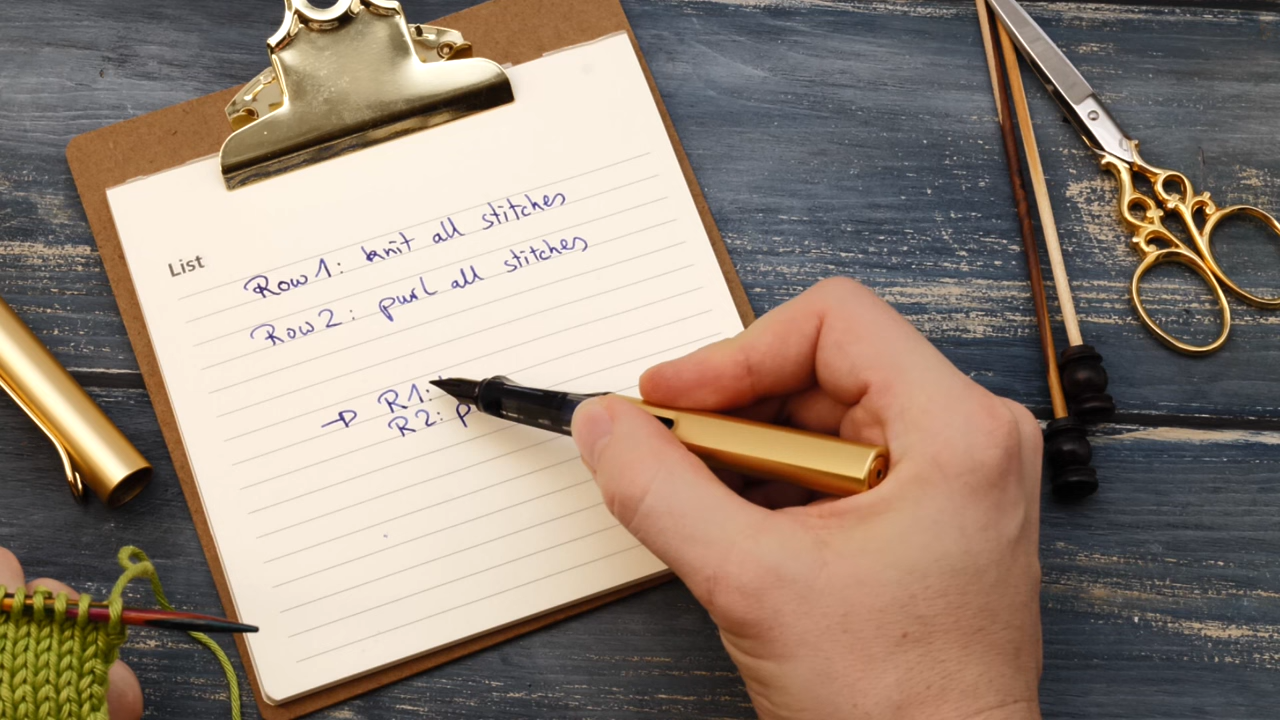 List
Row 1: knit all stitches
Row 2: purl all stitches
→ R1:
R2: p